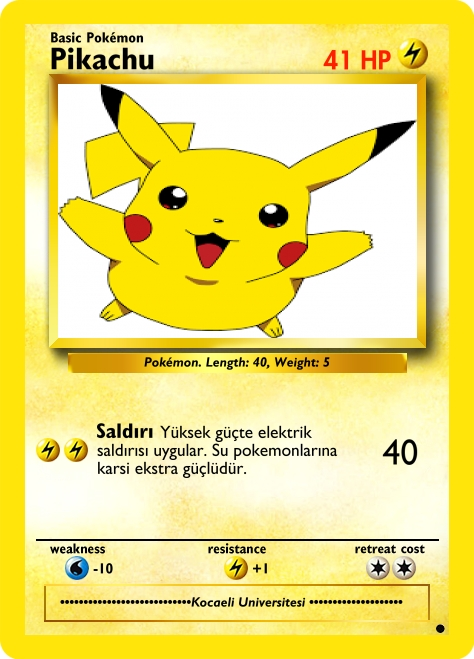 Basic Pokémon
Pikachu 41 HP
Pokémon. Length: 40, Weight: 5
Saldırı Yüksek güçte elektrik
saldırısı uygular. Su pokemonlarına 40
karsi ekstra güçlüdür.
weakness resistance retreat cost
-10 +1
••••••••••••••••••••••••••••Kocaeli Universitesi ••••••••••••••••••••